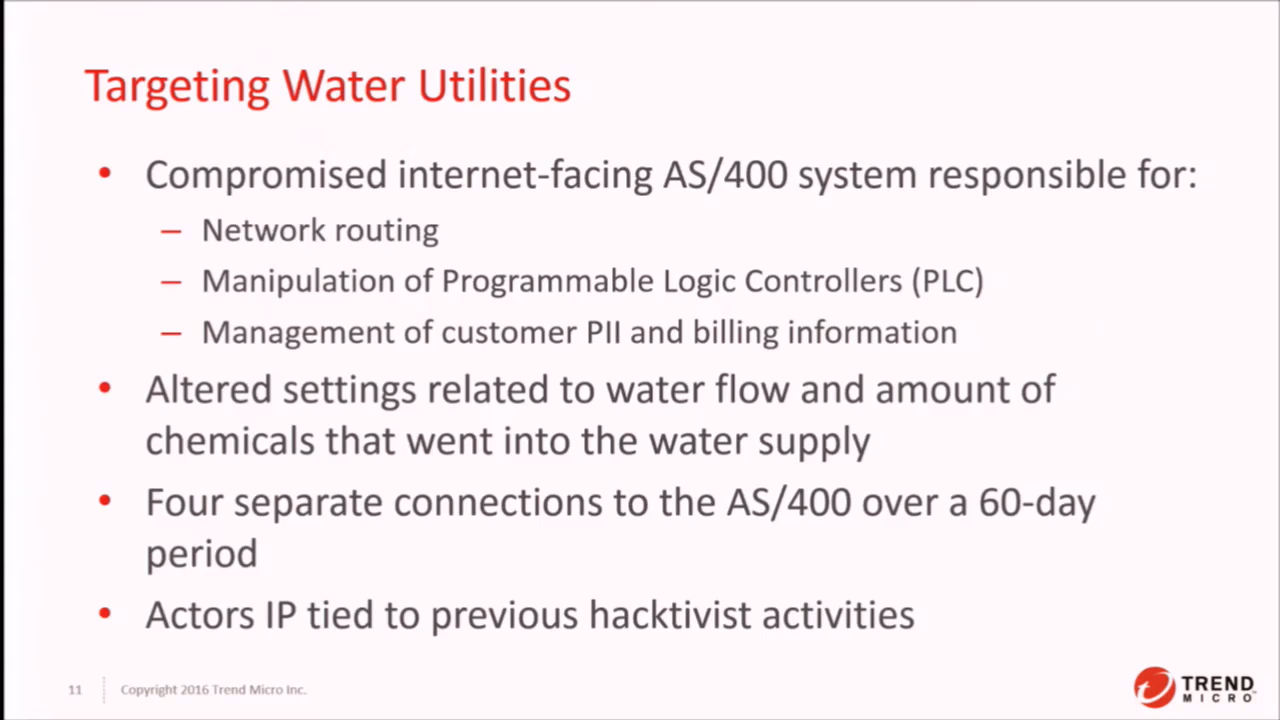 Targeting Water Utilities
• Compromised internet-facing AS/400 system responsible for:
– Network routing
– Manipulation of Programmable Logic Controllers (PLC)
– Management of customer PII and billing information
• Altered settings related to water flow and amount of
chemicals that went into the water supply
• Four separate connections to the AS/400 over a 60-day
period
• Actors IP tied to previous hacktivist activities
11 Copyright 2016 Trend Micro Inc.
TREND
MICRO